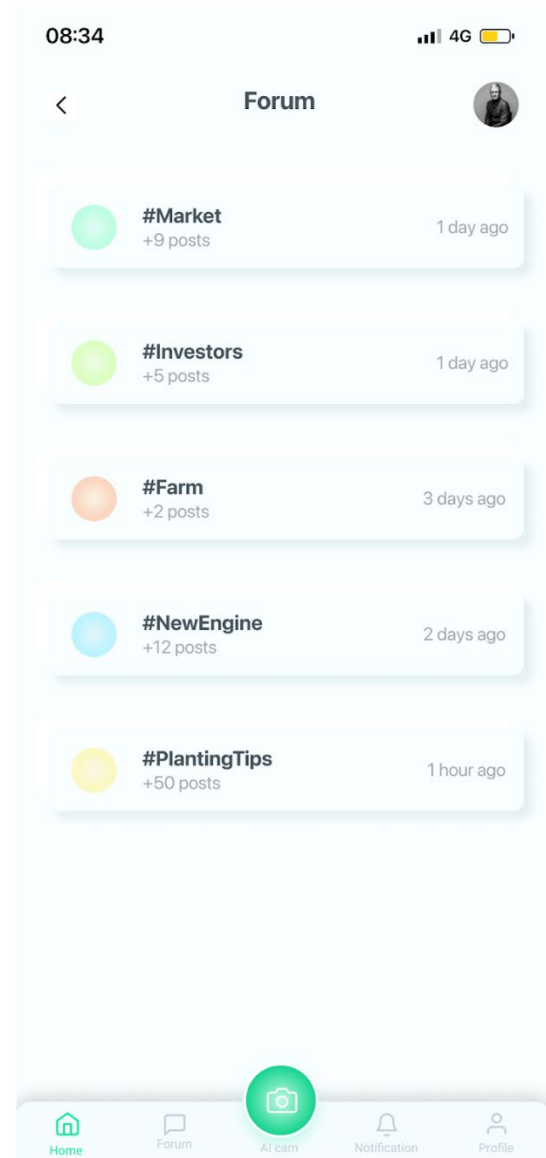 08:34
4G
Forum
#Market
+9 posts
1 day ago
#Investors
+5 posts
1 day ago
#Farm
+2 posts
3 days ago
#NewEngine
+12 posts
2 days ago
#PlantingTips
+50 posts
1 hour ago
Home
Forum
AI cam
Notification
Profile